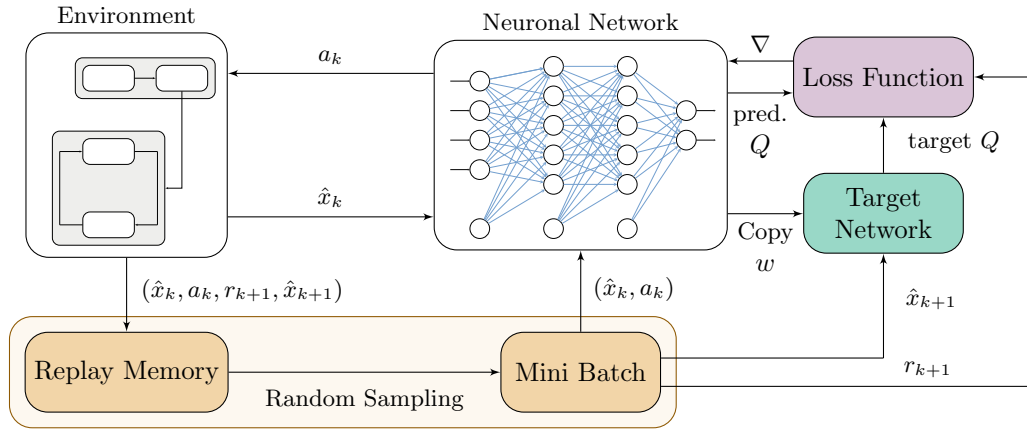 Environment
Neuronal Network
∇
Loss Function
a_k
pred.
Q
target Q
x̂_k
Target
Network
Copy
w
(x̂_k, a_k, r_{k+1}, x̂_{k+1})
(x̂_k, a_k)
x̂_{k+1}
Replay Memory
Random Sampling
Mini Batch
r_{k+1}